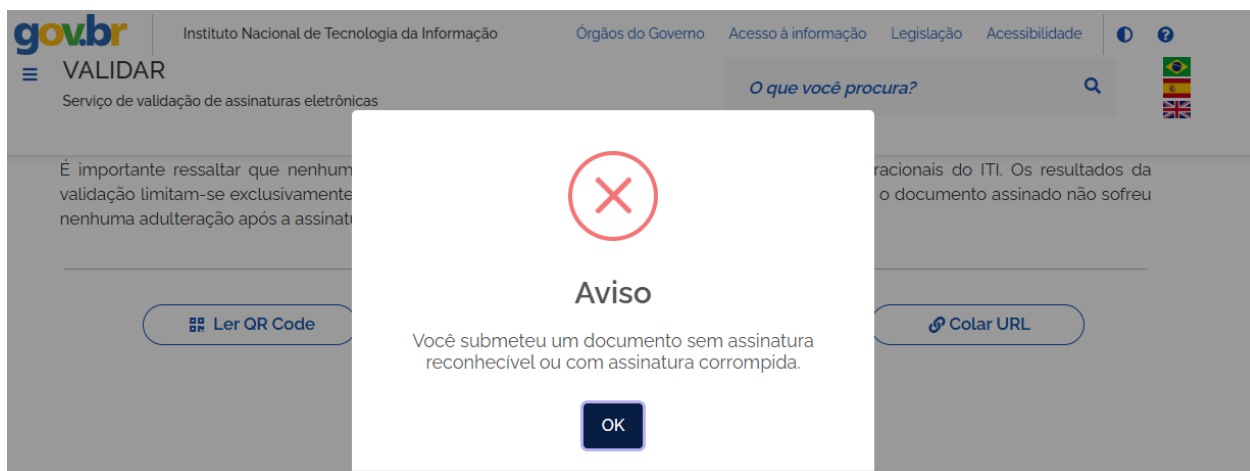 gov.br
Instituto Nacional de Tecnologia da Informação
Órgãos do Governo
Acesso à informação
Legislação
Acessibilidade
VALIDAR
Serviço de validação de assinaturas eletrônicas
O que você procura?
É importante ressaltar que nenhum
racionais do ITI. Os resultados da
validação limitam-se exclusivamente
o documento assinado não sofreu
nenhuma adulteração após a assinat
Aviso
Você submeteu um documento sem assinatura
reconhecível ou com assinatura corrompida.
OK
Ler QR Code
Colar URL